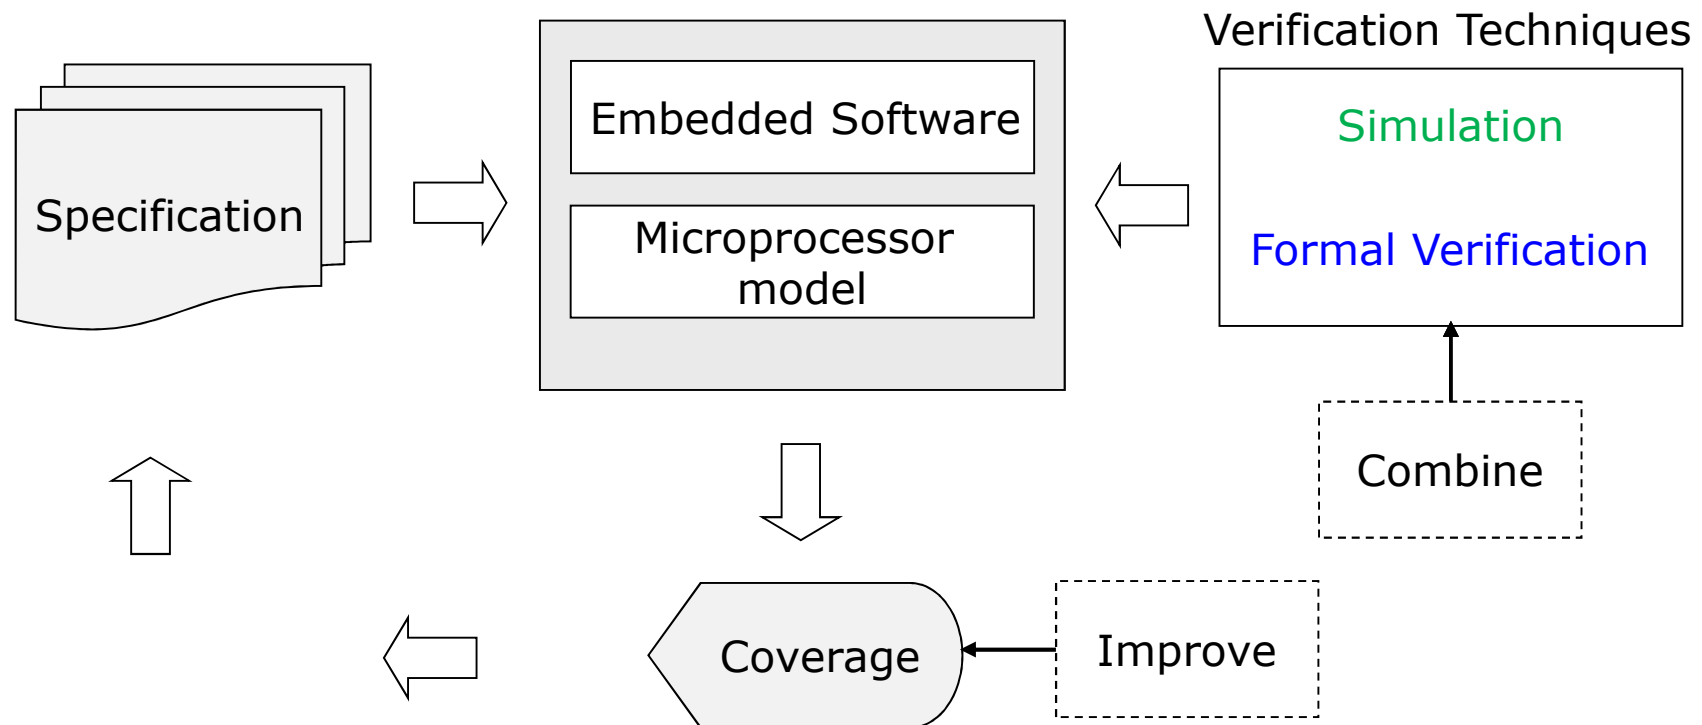 Verification Techniques
Specification
Embedded Software
Microprocessor
model
Simulation
Formal Verification
Combine
Coverage
Improve